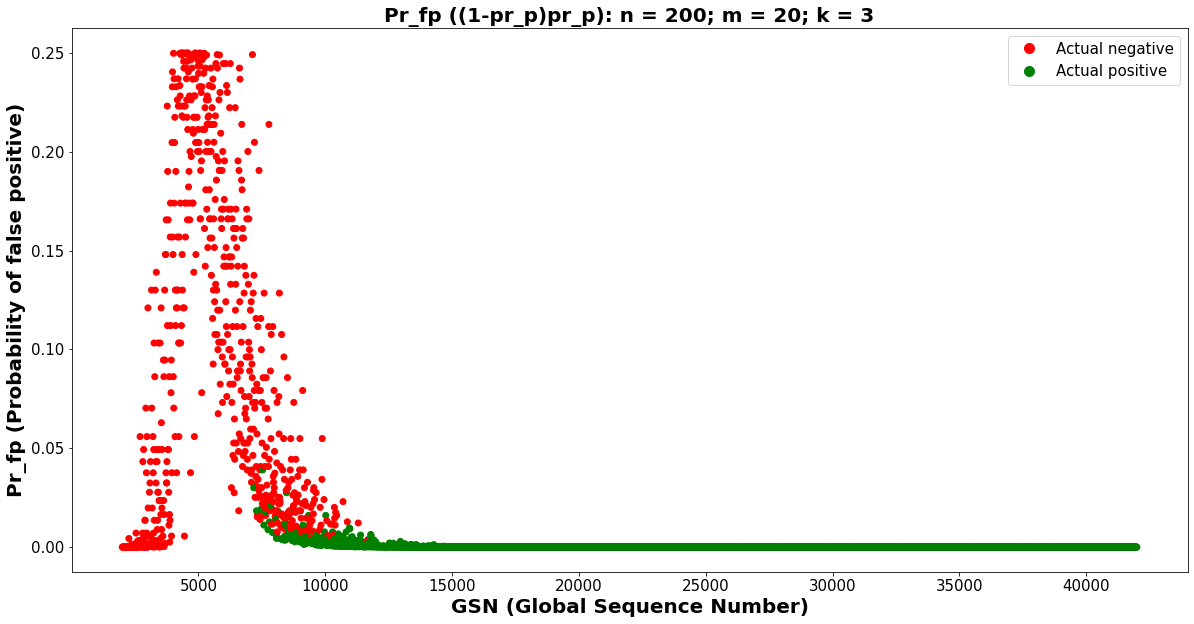 Pr_fp ((1-pr_p)pr_p): n = 200; m = 20; k = 3
Actual negative
Actual positive
Pr_fp (Probability of false positive)
0.25
0.20
0.15
0.10
0.05
0.00
5000 10000 15000 20000 25000 30000 35000 40000
GSN (Global Sequence Number)